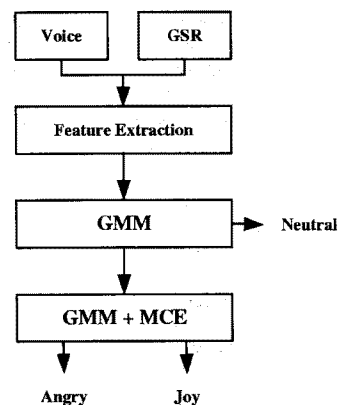 Voice GSR
Feature Extraction
GMM
Neutral
GMM + MCE
Angry Joy